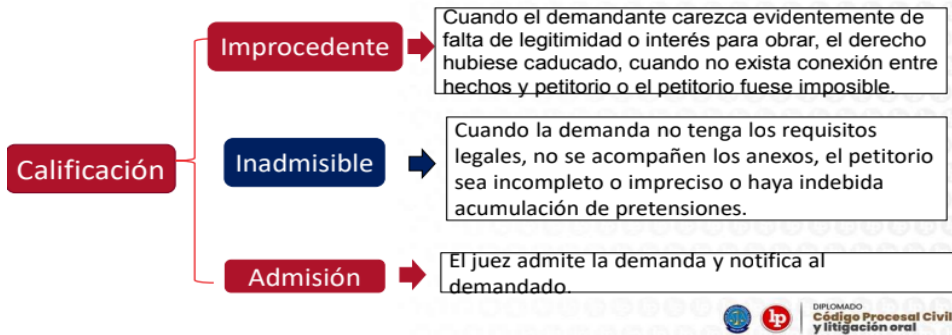 Calificación
Improcedente
Cuando el demandante carezca evidentemente de
falta de legitimidad o interés para obrar, el derecho
hubiese caducado, cuando no exista conexión entre
hechos y petitorio o el petitorio fuese imposible.
Inadmisible
Cuando la demanda no tenga los requisitos
legales, no se acompañen los anexos, el petitorio
sea incompleto o impreciso o haya indebida
acumulación de pretensiones.
Admisión
El juez admite la demanda y notifica al
demandado.
lp
DIPLOMADO
Código Procesal Civil
y litigación oral